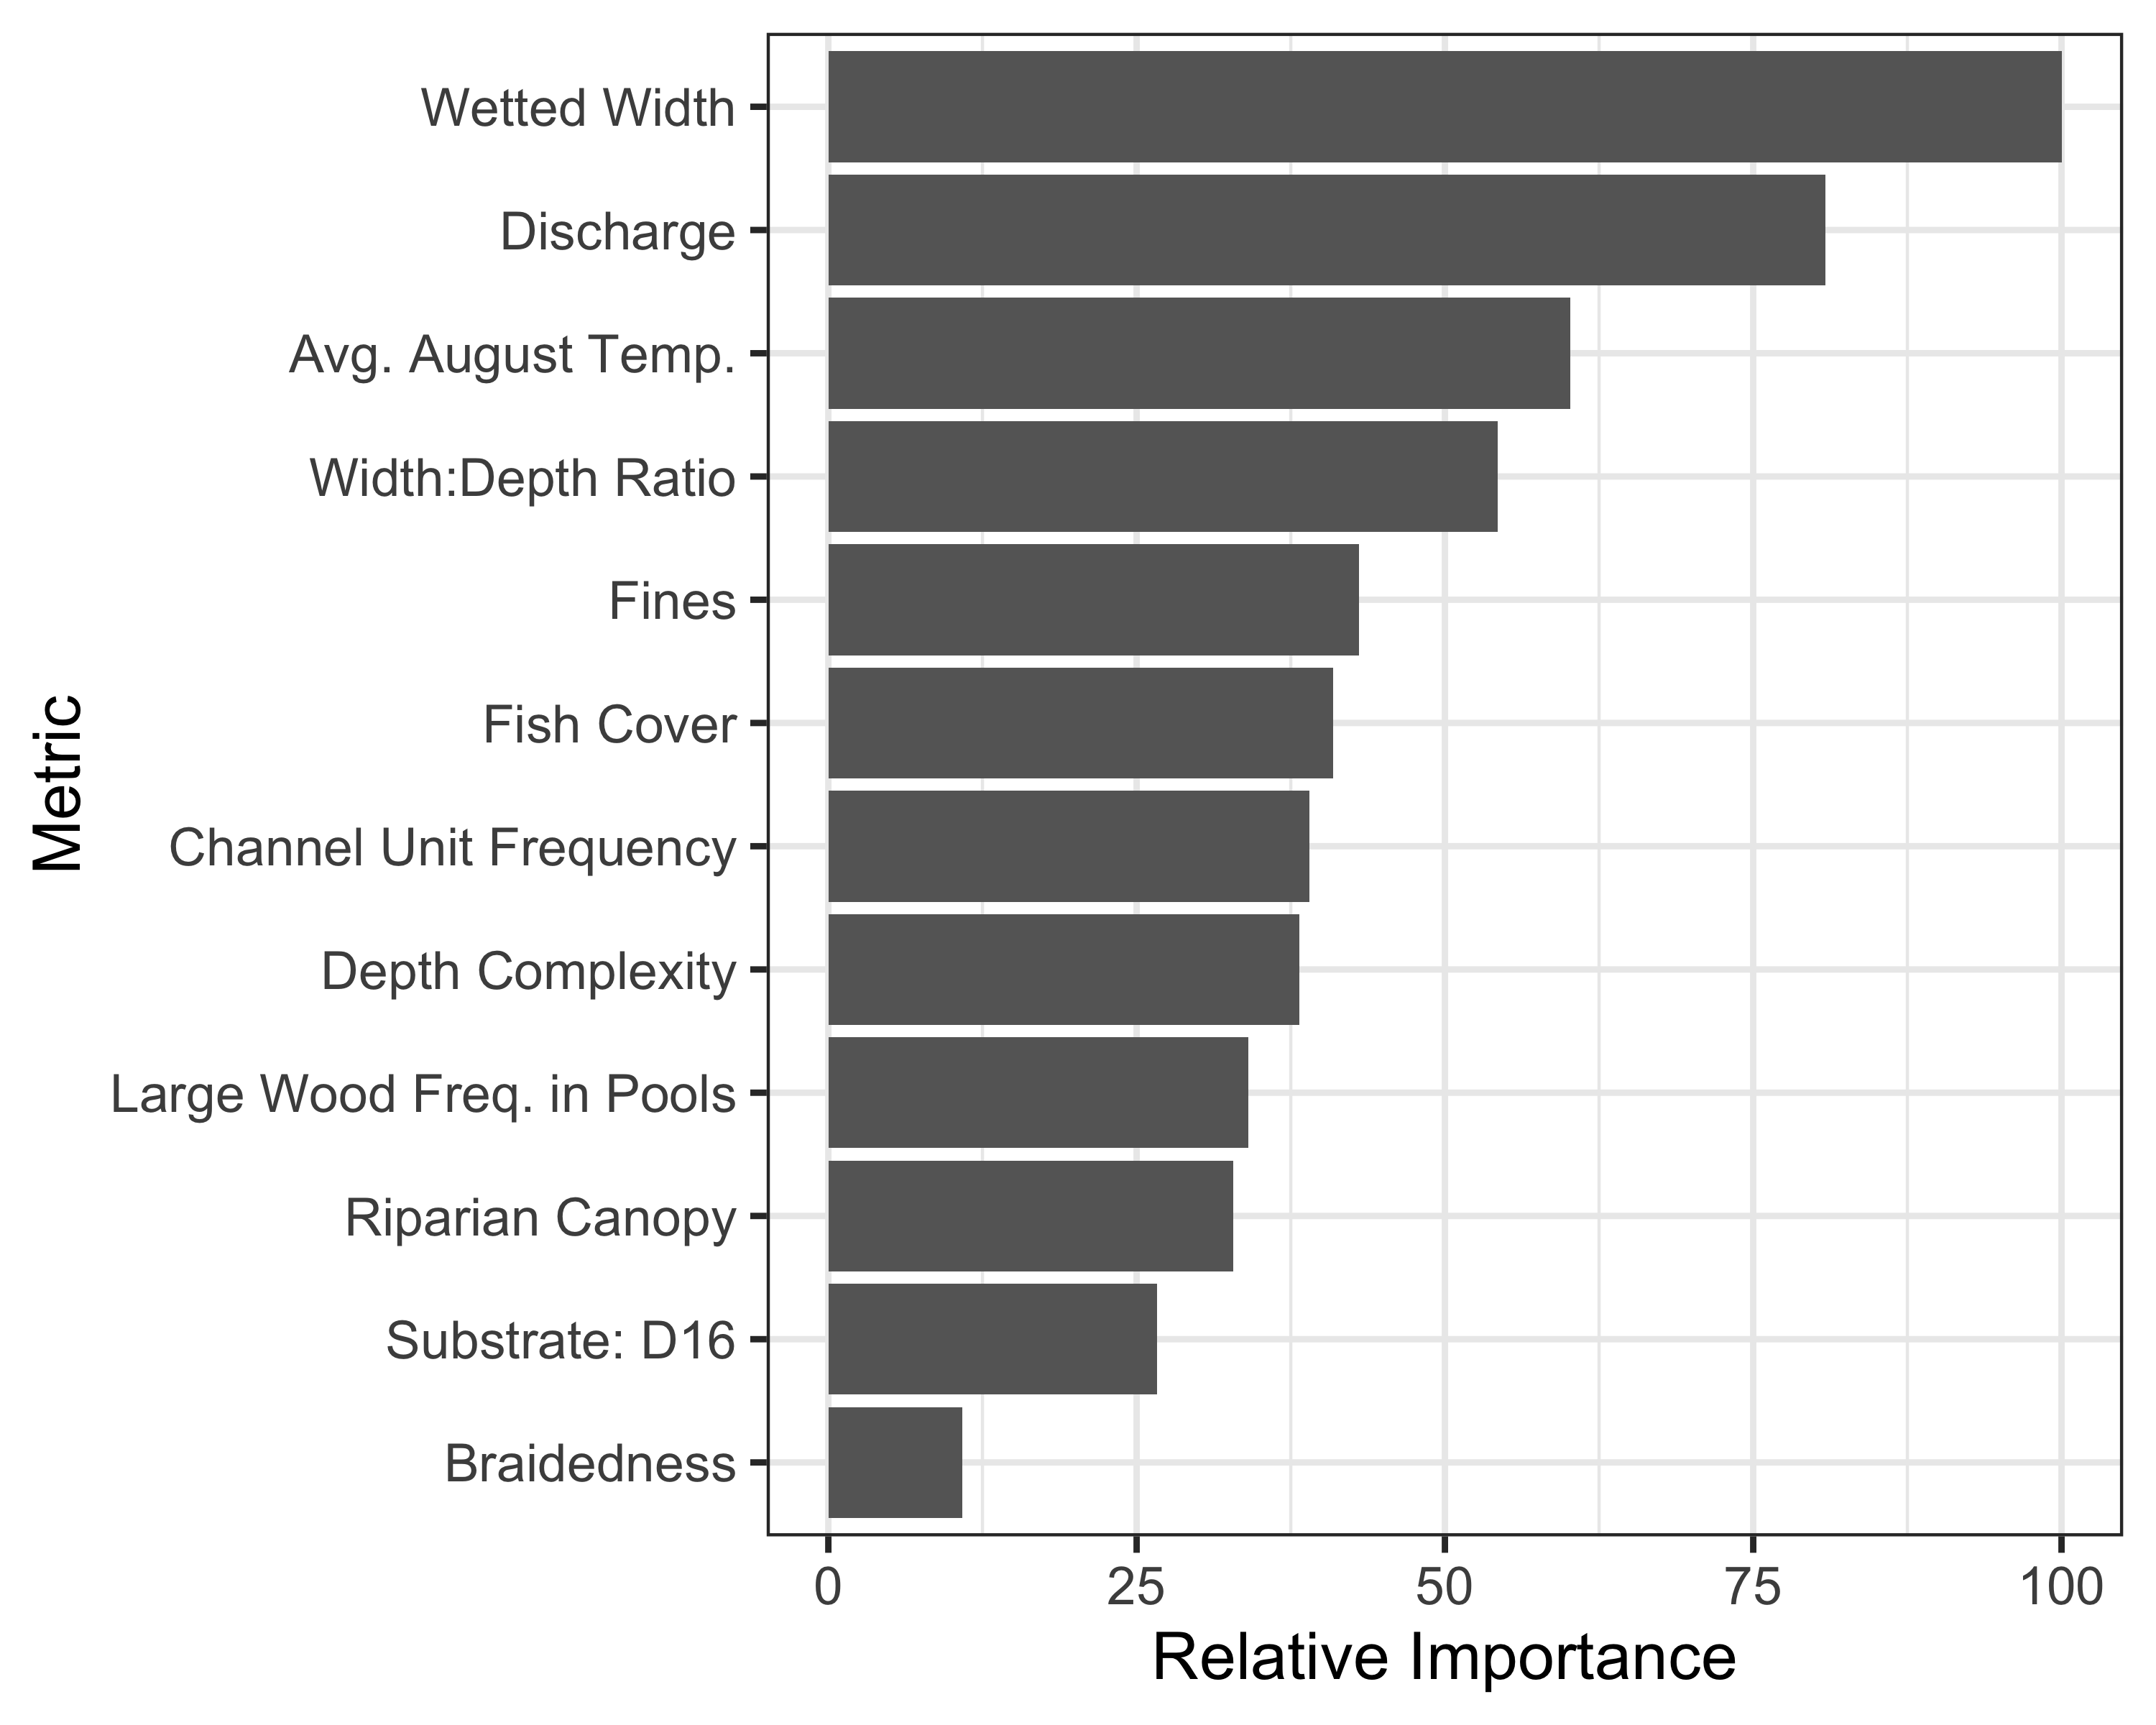 Metric
Wetted Width
Discharge
Avg. August Temp.
Width:Depth Ratio
Fines
Fish Cover
Channel Unit Frequency
Depth Complexity
Large Wood Freq. in Pools
Riparian Canopy
Substrate: D16
Braidedness
0 25 50 75 100
Relative Importance